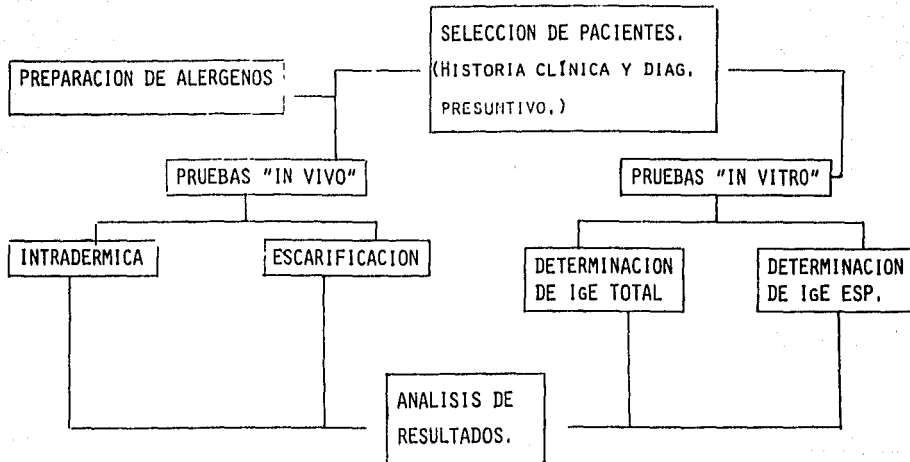 SELECCION DE PACIENTES.
(HISTORIA CLÍNICA Y DIAG.
PRESUNTIVO.)
PREPARACION DE ALERGENOS
PRUEBAS "IN VIVO"
PRUEBAS "IN VITRO"
INTRADERMICA
ESCARIFICACION
DETERMINACION
DE IGE TOTAL
DETERMINACION
DE IGE ESP.
ANALISIS DE
RESULTADOS.